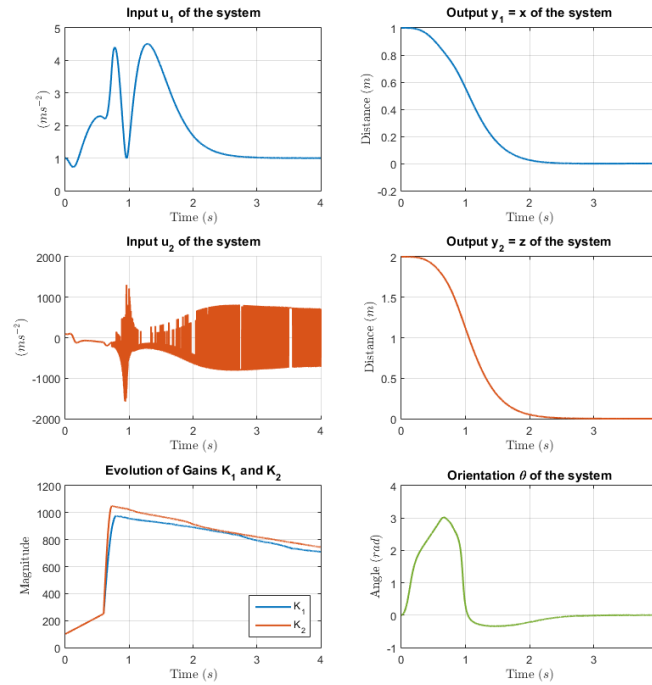 Input u1 of the system
5
4
3
2
1
0
(ms⁻²)
0 1 2 3 4
Time (s)
Output y1 = x of the system
1
0.8
0.6
0.4
0.2
0
-0.2
Distance (m)
0 1 2 3
Time (s)
Input u2 of the system
2000
1000
0
-1000
-2000
(ms⁻²)
0 1 2 3 4
Time (s)
Output y2 = z of the system
2
1.5
1
0.5
0
Distance (m)
0 1 2 3
Time (s)
Evolution of Gains K1 and K2
1200
1000
800
600
400
200
0
Magnitude
K1
K2
0 1 2 3 4
Time (s)
Orientation θ of the system
4
3
2
1
0
-1
Angle (rad)
0 1 2 3
Time (s)